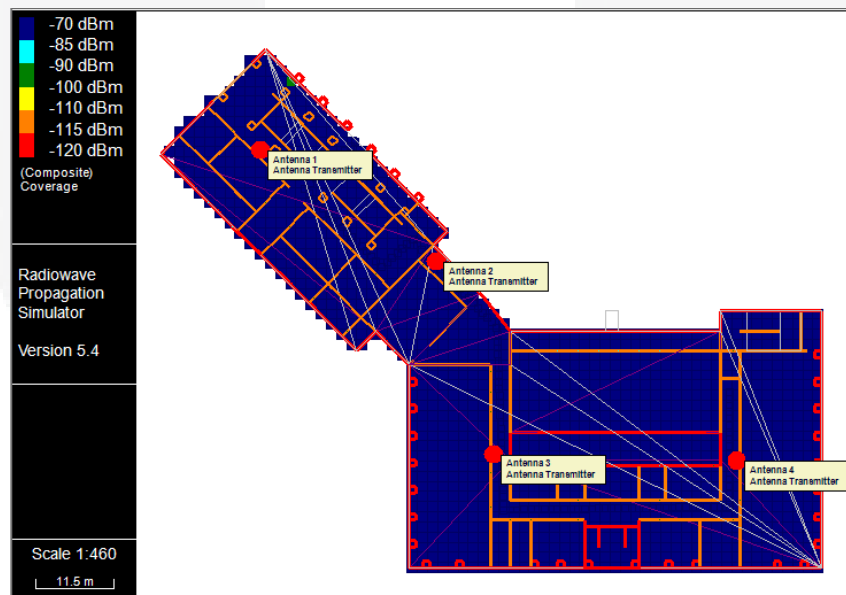 -70 dBm
-85 dBm
-90 dBm
-100 dBm
-110 dBm
-115 dBm
-120 dBm
(Composite)
Coverage
Radiowave
Propagation
Simulator
Version 5.4
Scale 1:460
11.5 m
Antenna 1
Antenna Transmitter
Antenna 2
Antenna Transmitter
Antenna 3
Antenna Transmitter
Antenna 4
Antenna Transmitter